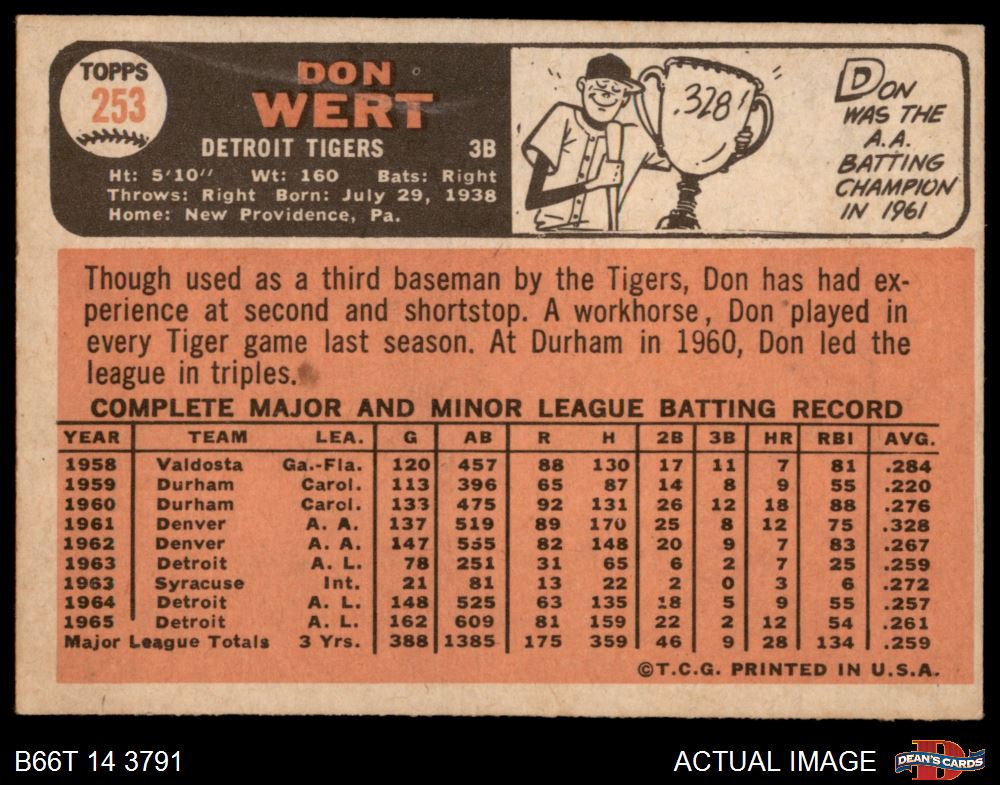 TOPPS
253
DON
WERT
DETROIT TIGERS 3B
Ht: 5'10" Wt: 160 Bats: Right
Throws: Right Born: July 29, 1938
Home: New Providence, Pa.
.328
DON
WAS THE
A.A.
BATTING
CHAMPION
IN 1961
Though used as a third baseman by the Tigers, Don has had ex-
perience at second and shortstop. A workhorse, Don played in
every Tiger game last season. At Durham in 1960, Don led the
league in triples.
COMPLETE MAJOR AND MINOR LEAGUE BATTING RECORD
YEAR TEAM LEA. G AB R H 2B 3B HR RBI AVG.
1958 Valdosta Ga.-Fla. 120 457 88 130 17 11 7 81 .284
1959 Durham Carol. 113 396 65 87 14 8 9 55 .220
1960 Durham Carol. 133 475 92 131 26 12 18 88 .276
1961 Denver A. A. 137 519 89 170 25 8 12 75 .328
1962 Denver A. A. 147 555 82 148 20 9 7 83 .267
1963 Detroit A. L. 78 251 31 65 6 2 7 25 .259
1963 Syracuse Int. 21 81 13 22 2 0 3 6 .272
1964 Detroit A. L. 148 525 63 135 18 5 9 55 .257
1965 Detroit A. L. 162 609 81 159 22 2 12 54 .261
Major League Totals 3 Yrs. 388 1385 175 359 46 9 28 134 .259
©T.C.G. PRINTED IN U.S.A.
B66T 14 3791
ACTUAL IMAGE
DEAN'S CARDS